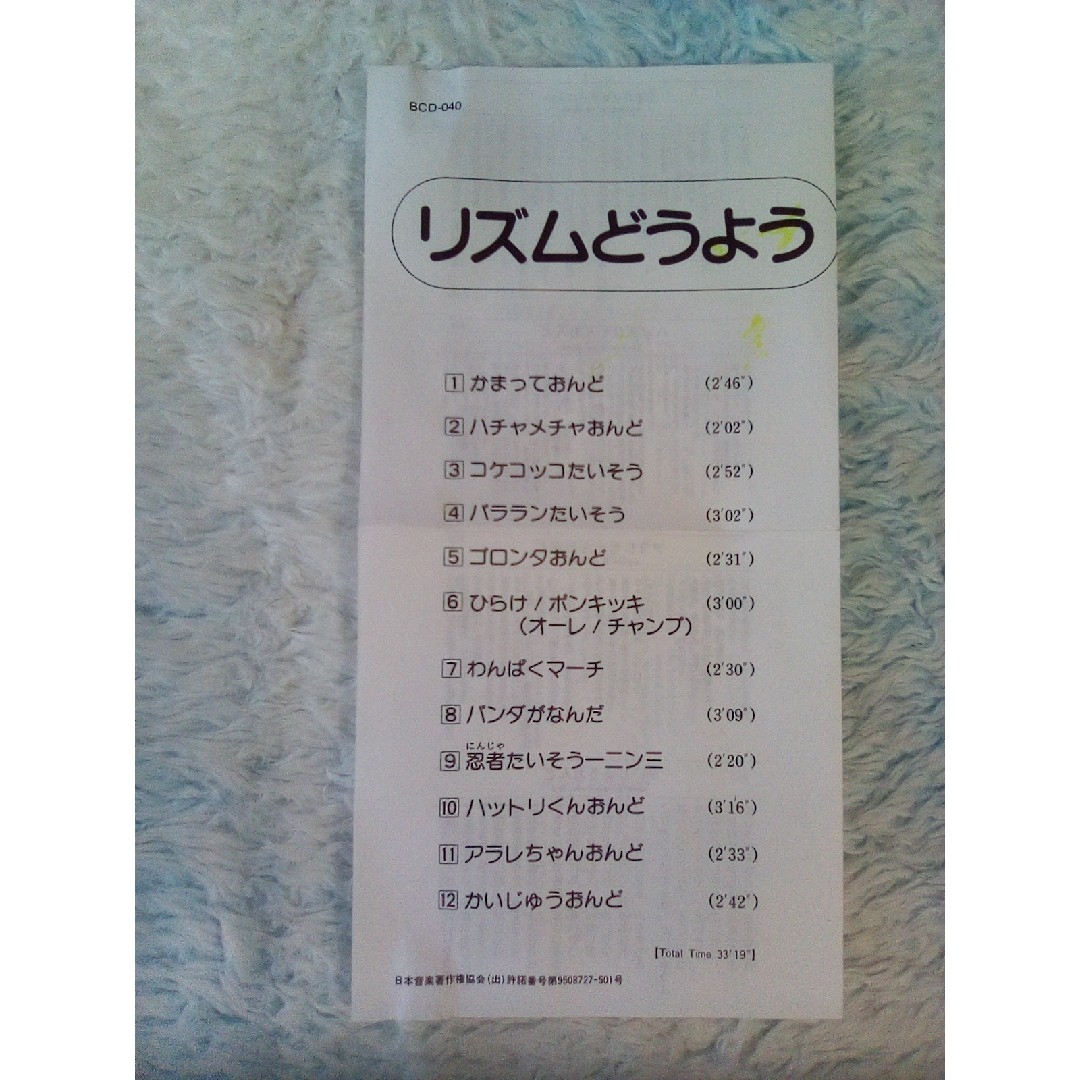 BCD-040
リズムどうよう
1 かまっておんど (2'46")
2 ハチャメチャおんど (2'02")
3 コケコッコたいそう (2'52")
4 パラランたいそう (3'02")
5 ゴロンタおんど (2'31")
6 ひらけ！ポンキッキ (3'00")
(オーレ！チャンプ)
7 わんぱくマーチ (2'30")
8 パンダがなんだ (3'09")
にんじゃ
9 忍者たいそう一ニン三 (2'20")
10 ハットリくんおんど (3'16")
11 アラレちゃんおんど (2'33")
12 かいじゅうおんど (2'42")
【Total Time 33'19"】
日本音楽著作権協会(出)許諾番号第9508727-501号